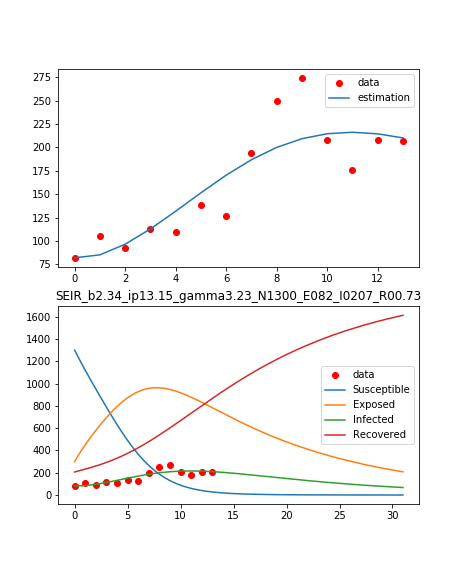 275
250
225
200
175
150
125
100
75
0 2 4 6 8 10 12
data
estimation
SEIR_b2.34_ip13.15_gamma3.23_N1300_E082_I0207_R00.73
1600
1400
1200
1000
800
600
400
200
0
0 5 10 15 20 25 30
data
Susceptible
Exposed
Infected
Recovered